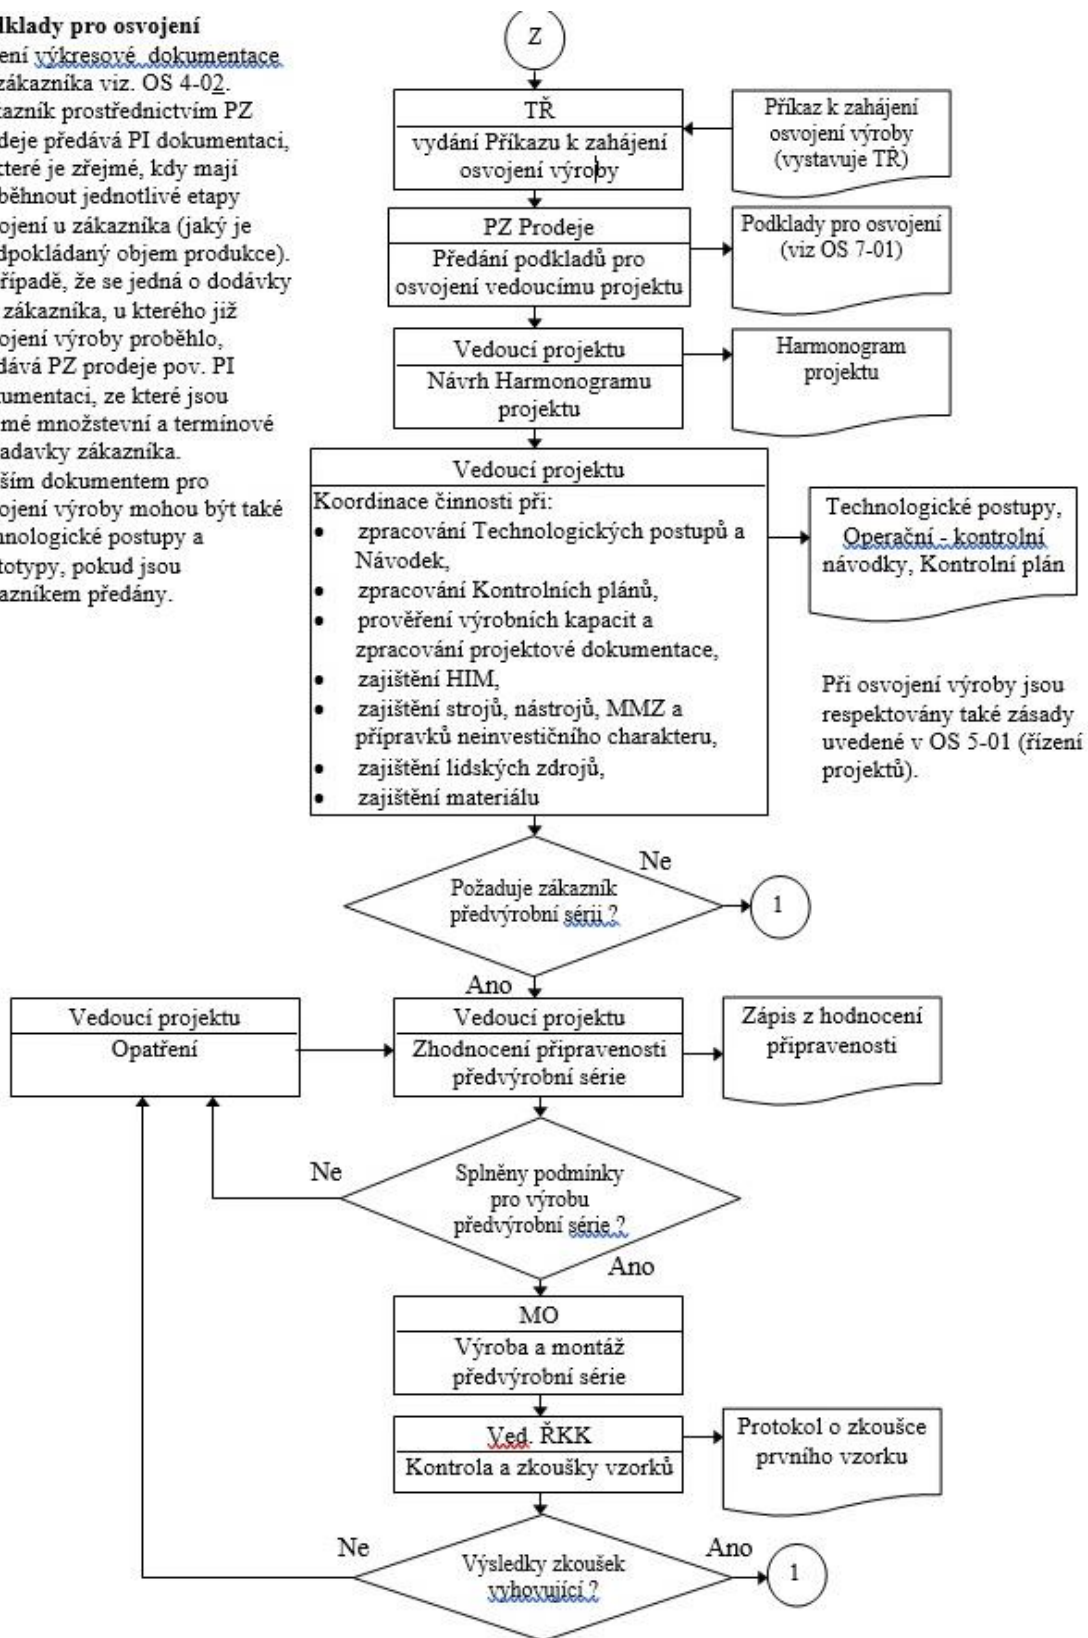 dklady pro osvojení
ení výkresové dokumentace
zákazníka viz. OS 4-02.
azník prostřednictvím PZ
deje předává PI dokumentaci,
které je zřejmé, kdy mají
běhnout jednotlivé etapy
ojení u zákazníka (jaký je
dpokládaný objem produkce).
řípadě, že se jedná o dodávky
zákazníka, u kterého již
ojení výroby proběhlo,
dává PZ prodeje pov. PI
umentaci, ze které jsou
mé množstevní a termínové
adavky zákazníka.
ším dokumentem pro
ojení výroby mohou být také
hnologické postupy a
totypy, pokud jsou
azníkem předány.
Z
TŘ
vydání Příkazu k zahájení
osvojení výroby
Příkaz k zahájení
osvojení výroby
(vystavuje TŘ)
PZ Prodeje
Předání podkladů pro
osvojení vedoucímu projektu
Podklady pro osvojení
(viz OS 7-01)
Vedoucí projektu
Návrh Harmonogramu
projektu
Harmonogram
projektu
Vedoucí projektu
Koordinace činnosti při:
● zpracování Technologických postupů a
Návodek,
● zpracování Kontrolních plánů,
● prověření výrobních kapacit a
zpracování projektové dokumentace,
● zajištění HIM,
● zajištění strojů, nástrojů, MMZ a
přípravků neinvestičního charakteru,
● zajištění lidských zdrojů,
● zajištění materiálu
Technologické postupy,
Operační - kontrolní
návodky, Kontrolní plán
Při osvojení výroby jsou
respektovány také zásady
uvedené v OS 5-01 (řízení
projektů).
Požaduje zákazník
předvýrobní sérii ?
Ne
1
Ano
Vedoucí projektu
Opatření
Vedoucí projektu
Zhodnocení připravenosti
předvýrobní série
Zápis z hodnocení
připravenosti
Ne
Splněny podmínky
pro výrobu
předvýrobní série ?
Ano
MO
Výroba a montáž
předvýrobní série
Ved. ŘKK
Kontrola a zkoušky vzorků
Protokol o zkoušce
prvního vzorku
Ne
Výsledky zkoušek
vyhovující ?
Ano
1